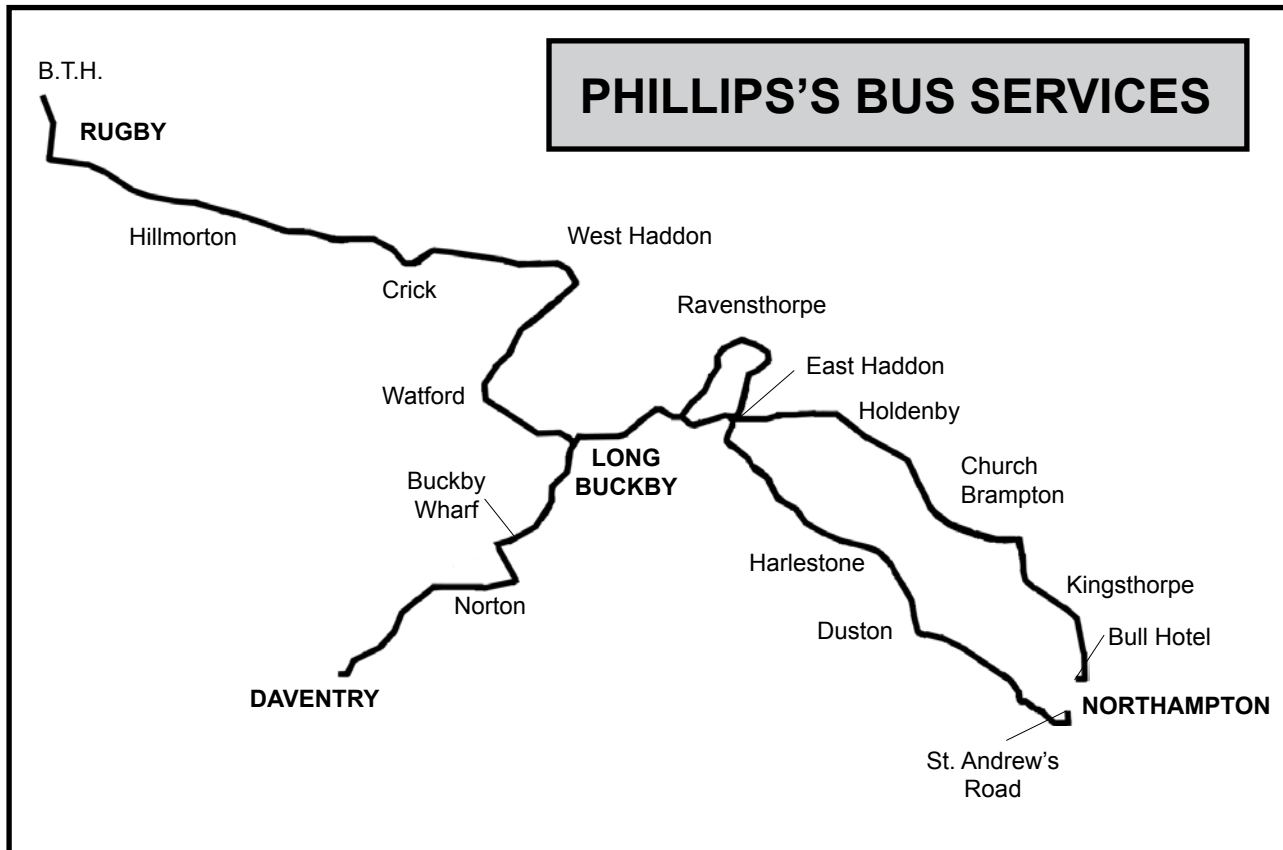 B.T.H.
PHILLIPS'S BUS SERVICES
RUGBY
Hillmorton
West Haddon
Crick
Ravensthorpe
East Haddon
Watford
Holdenby
LONG
BUCKBY
Church
Brampton
Buckby
Wharf
Harlestone
Kingsthorpe
Norton
Duston
Bull Hotel
DAVENTRY
NORTHAMPTON
St. Andrew's
Road